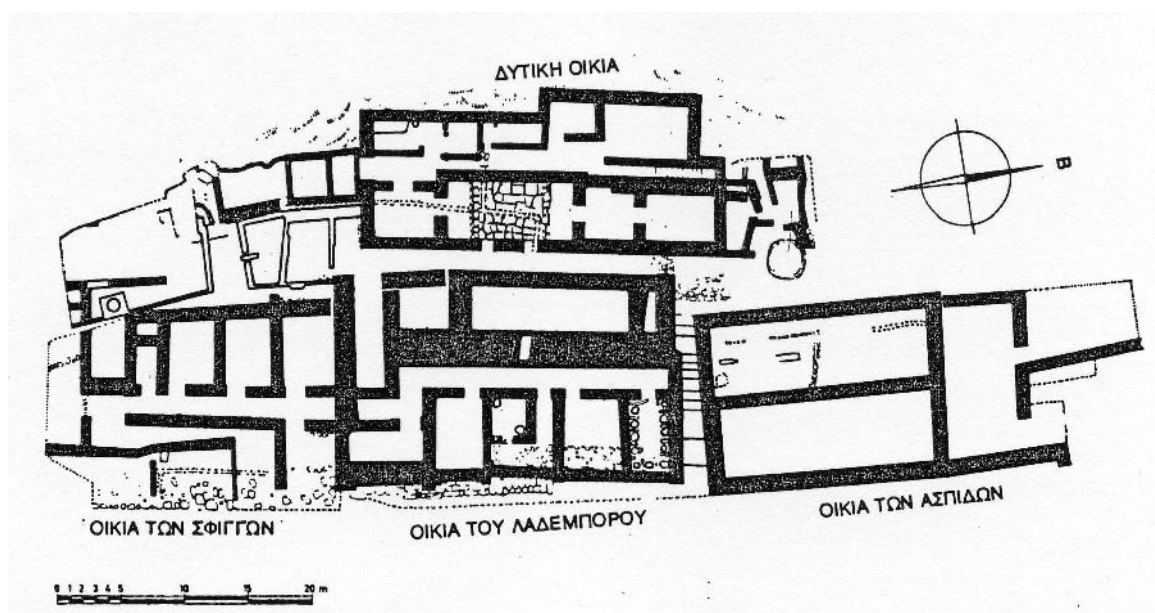 ΔΥΤΙΚΗ ΟΙΚΙΑ
Β
ΟΙΚΙΑ ΤΩΝ ΣΦΙΓΓΩΝ
ΟΙΚΙΑ ΤΟΥ ΛΑΔΕΜΠΟΡΟΥ
ΟΙΚΙΑ ΤΩΝ ΑΣΠΙΔΩΝ
0 1 2 3 4 5 10 15 20 m